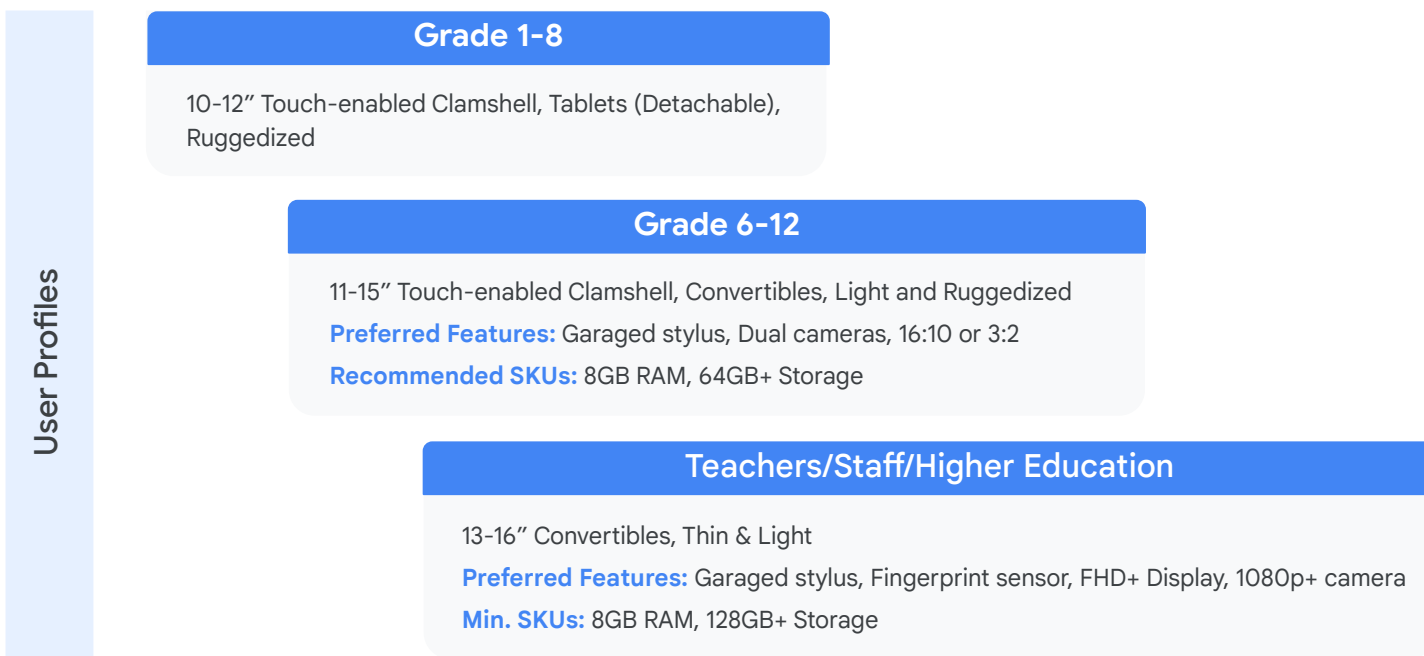 User Profiles
Grade 1-8
10-12″ Touch-enabled Clamshell, Tablets (Detachable),
Ruggedized
Grade 6-12
11-15″ Touch-enabled Clamshell, Convertibles, Light and Ruggedized
Preferred Features: Garaged stylus, Dual cameras, 16:10 or 3:2
Recommended SKUs: 8GB RAM, 64GB+ Storage
Teachers/Staff/Higher Education
13-16″ Convertibles, Thin & Light
Preferred Features: Garaged stylus, Fingerprint sensor, FHD+ Display, 1080p+ camera
Min. SKUs: 8GB RAM, 128GB+ Storage